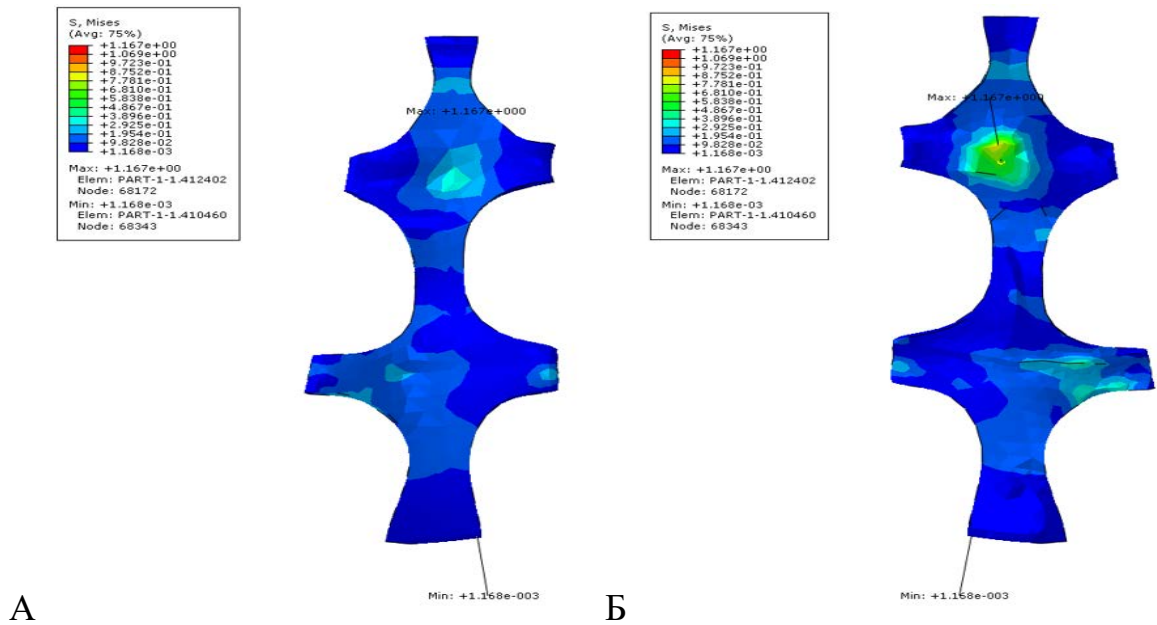 S, Mises
(Avg: 75%)
+1.167e+00
+1.069e+00
+9.723e-01
+8.752e-01
+7.781e-01
+6.810e-01
+5.838e-01
+4.867e-01
+3.896e-01
+2.925e-01
+1.954e-01
+9.828e-02
+1.168e-03
Max: +1.167e+00
Elem: PART-1-1.412402
Node: 68172
Min: +1.168e-03
Elem: PART-1-1.410460
Node: 68343
Max: +1.167e+000
Min: +1.168e-003
А
S, Mises
(Avg: 75%)
+1.167e+00
+1.069e+00
+9.723e-01
+8.752e-01
+7.781e-01
+6.810e-01
+5.838e-01
+4.867e-01
+3.896e-01
+2.925e-01
+1.954e-01
+9.828e-02
+1.168e-03
Max: +1.167e+00
Elem: PART-1-1.412402
Node: 68172
Min: +1.168e-03
Elem: PART-1-1.410460
Node: 68343
Max: +1.167e+000
Min: +1.168e-003
Б